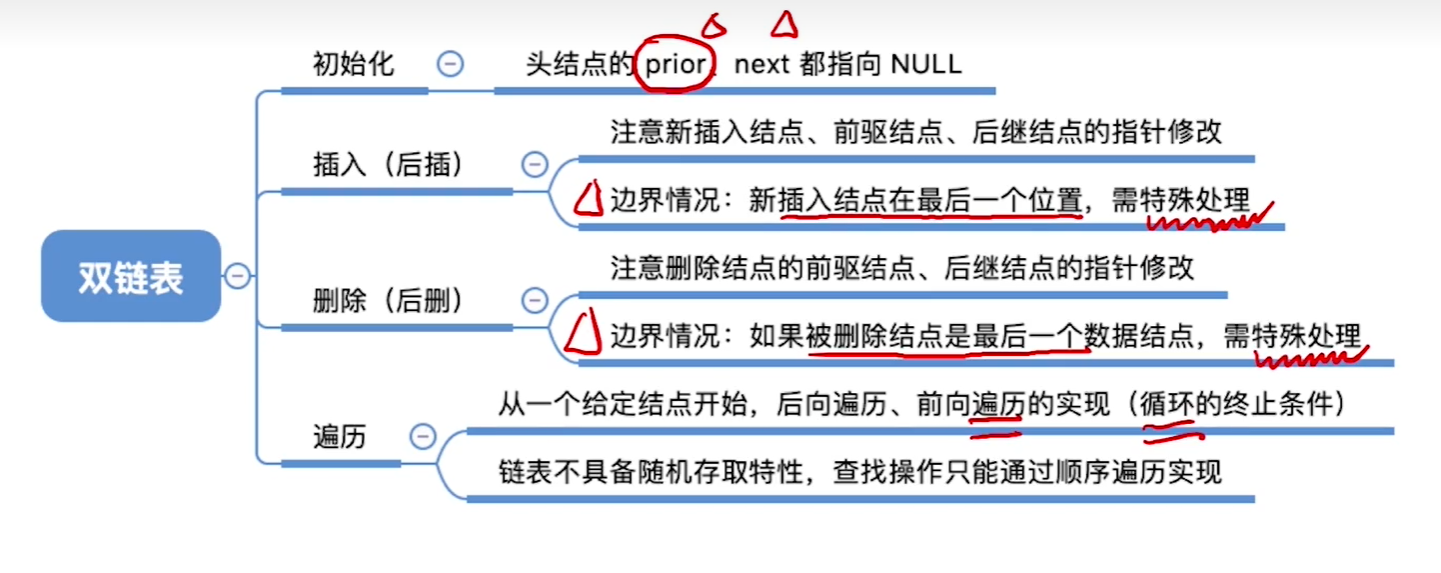 初始化
头结点的 prior、next 都指向 NULL
注意新插入结点、前驱结点、后继结点的指针修改
插入（后插）
边界情况：新插入结点在最后一个位置，需特殊处理
双链表
注意删除结点的前驱结点、后继结点的指针修改
删除（后删）
边界情况：如果被删除结点是最后一个数据结点，需特殊处理
从一个给定结点开始，后向遍历、前向遍历的实现（循环的终止条件）
遍历
链表不具备随机存取特性，查找操作只能通过顺序遍历实现